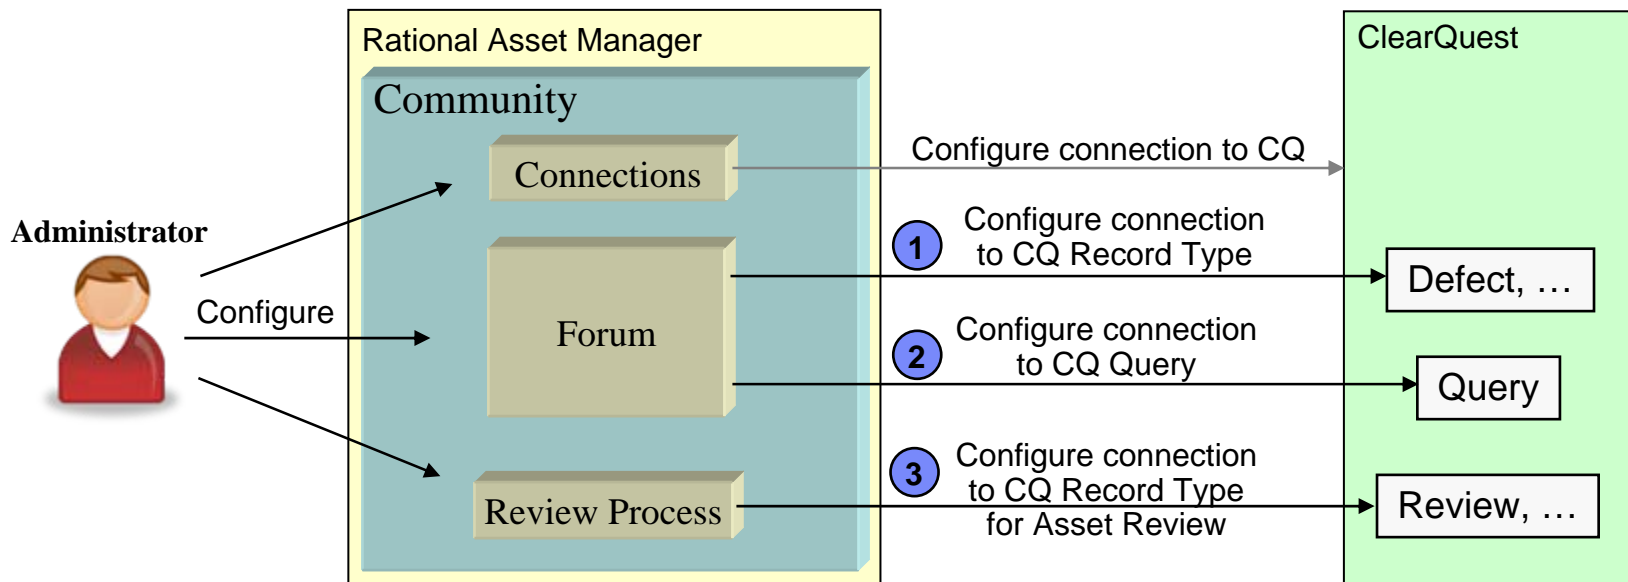 Rational Asset Manager
ClearQuest
Community
Connections
Configure connection to CQ
Administrator
1
Configure connection
to CQ Record Type
Defect, …
Configure
Forum
2
Configure connection
to CQ Query
Query
3
Configure connection
to CQ Record Type
for Asset Review
Review Process
Review, …